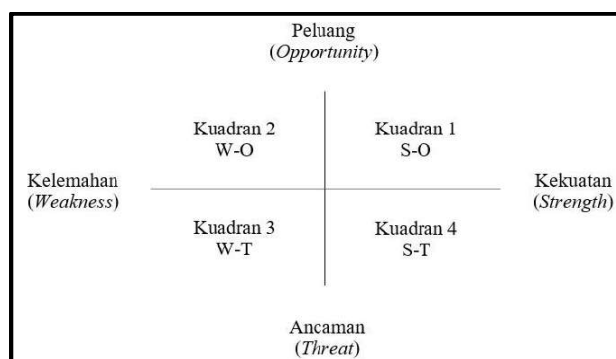 Peluang
(Opportunity)
Kuadran 2
W-O
Kuadran 1
S-O
Kelemahan
(Weakness)
Kekuatan
(Strength)
Kuadran 3
W-T
Kuadran 4
S-T
Ancaman
(Threat)